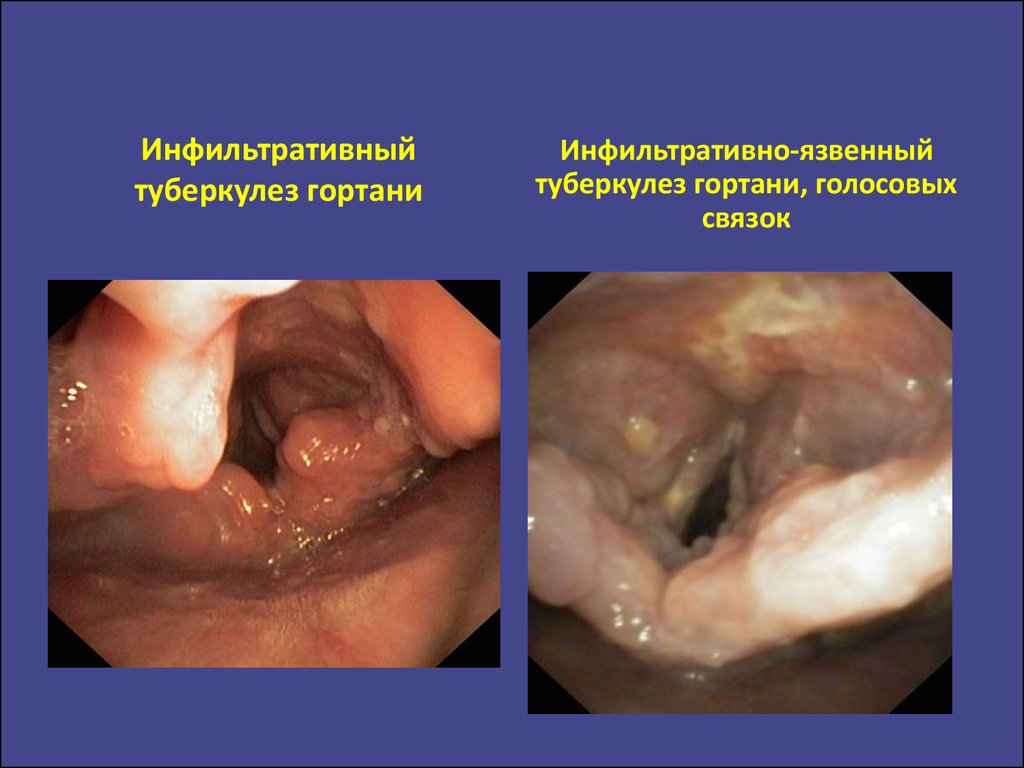 Инфильтративный
туберкулез гортани
Инфильтративно-язвенный
туберкулез гортани, голосовых
связок